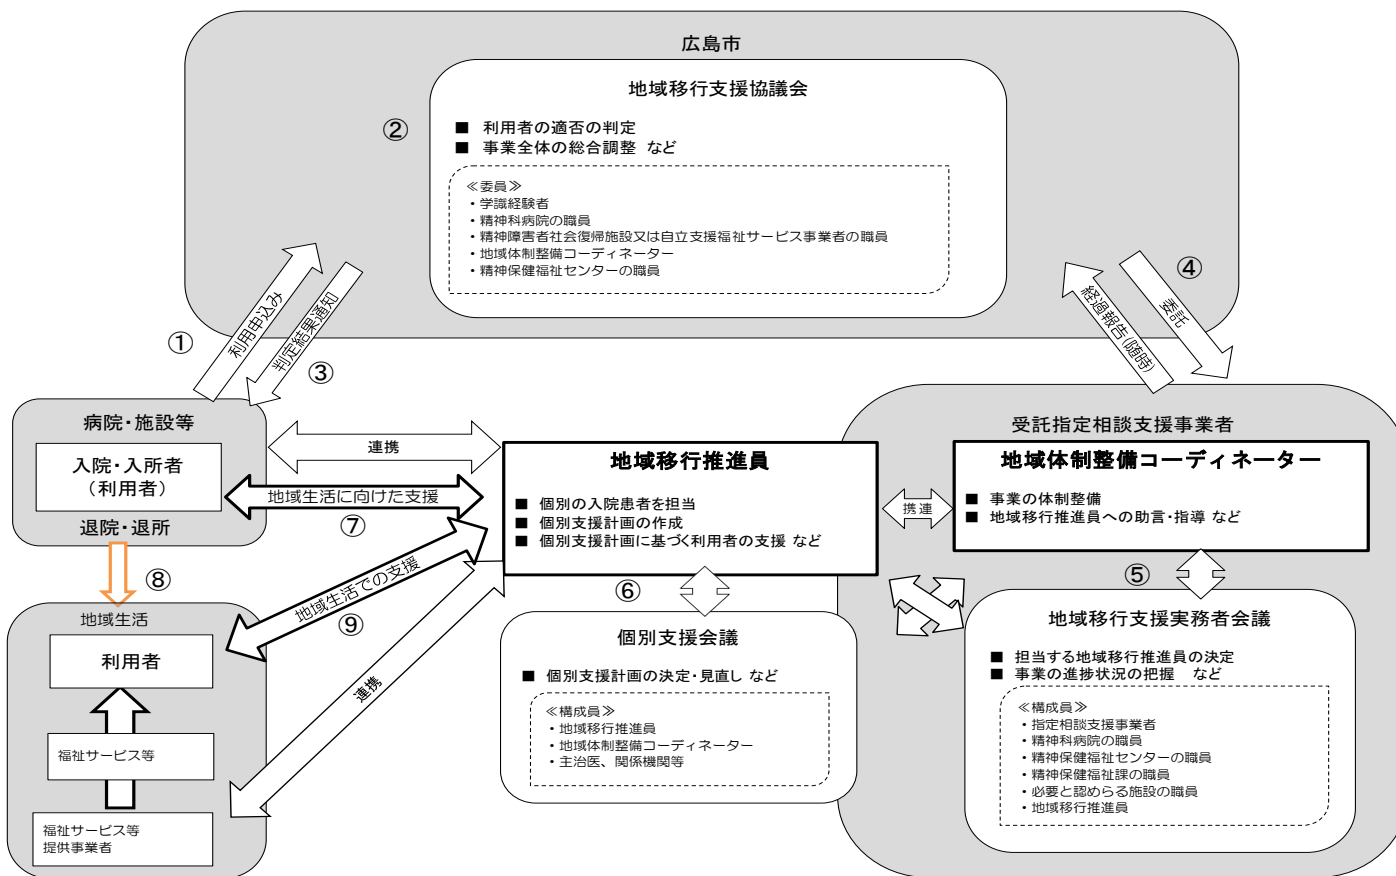 広島市
地域移行支援協議会
②
■ 利用者の適否の判定
■ 事業全体の総合調整 など
≪委員≫
・学識経験者
・精神科病院の職員
・精神障害者社会復帰施設又は自立支援福祉サービス事業者の職員
・地域体制整備コーディネーター
・精神保健福祉センターの職員
①
利用申込み
判定結果通知
③
④
委託
経過報告(随時)
病院・施設等
入院・入所者
（利用者）
退院・退所
連携
地域生活に向けた支援
⑦
⑧
地域生活での支援
⑨
連携
地域生活
利用者
福祉サービス等
福祉サービス等
提供事業者
地域移行推進員
■ 個別の入院患者を担当
■ 個別支援計画の作成
■ 個別支援計画に基づく利用者の支援 など
⑥
個別支援会議
■ 個別支援計画の決定・見直し など
≪構成員≫
・地域移行推進員
・地域体制整備コーディネーター
・主治医、関係機関等
受託指定相談支援事業者
携連
地域体制整備コーディネーター
■ 事業の体制整備
■ 地域移行推進員への助言・指導 など
⑤
地域移行支援実務者会議
■ 担当する地域移行推進員の決定
■ 事業の進捗状況の把握 など
≪構成員≫
・指定相談支援事業者
・精神科病院の職員
・精神保健福祉センターの職員
・精神保健福祉課の職員
・必要と認めらる施設の職員
・地域移行推進員